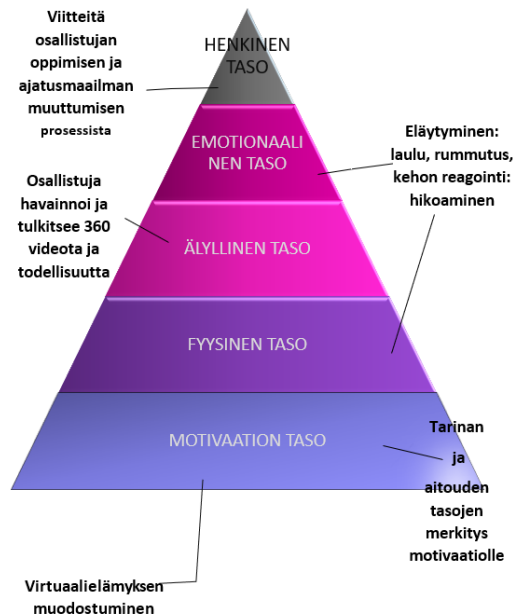 Viitteitä
osallistujan
oppimisen ja
ajatusmaailman
muuttumisen
prosessista
HENKINEN
TASO
EMOTIONAALI
NEN TASO
Eläytyminen:
laulu, rummutus,
kehon reagointi:
hikoaminen
Osallistuja
havainnoi ja
tulkitsee 360
videota ja
todellisuutta
ÄLYLLINEN TASO
FYYSINEN TASO
MOTIVAATION TASO
Tarinan
ja
aitouden
tasojen
merkitys
motivaatiolle
Virtuaalielämyksen
muodostuminen